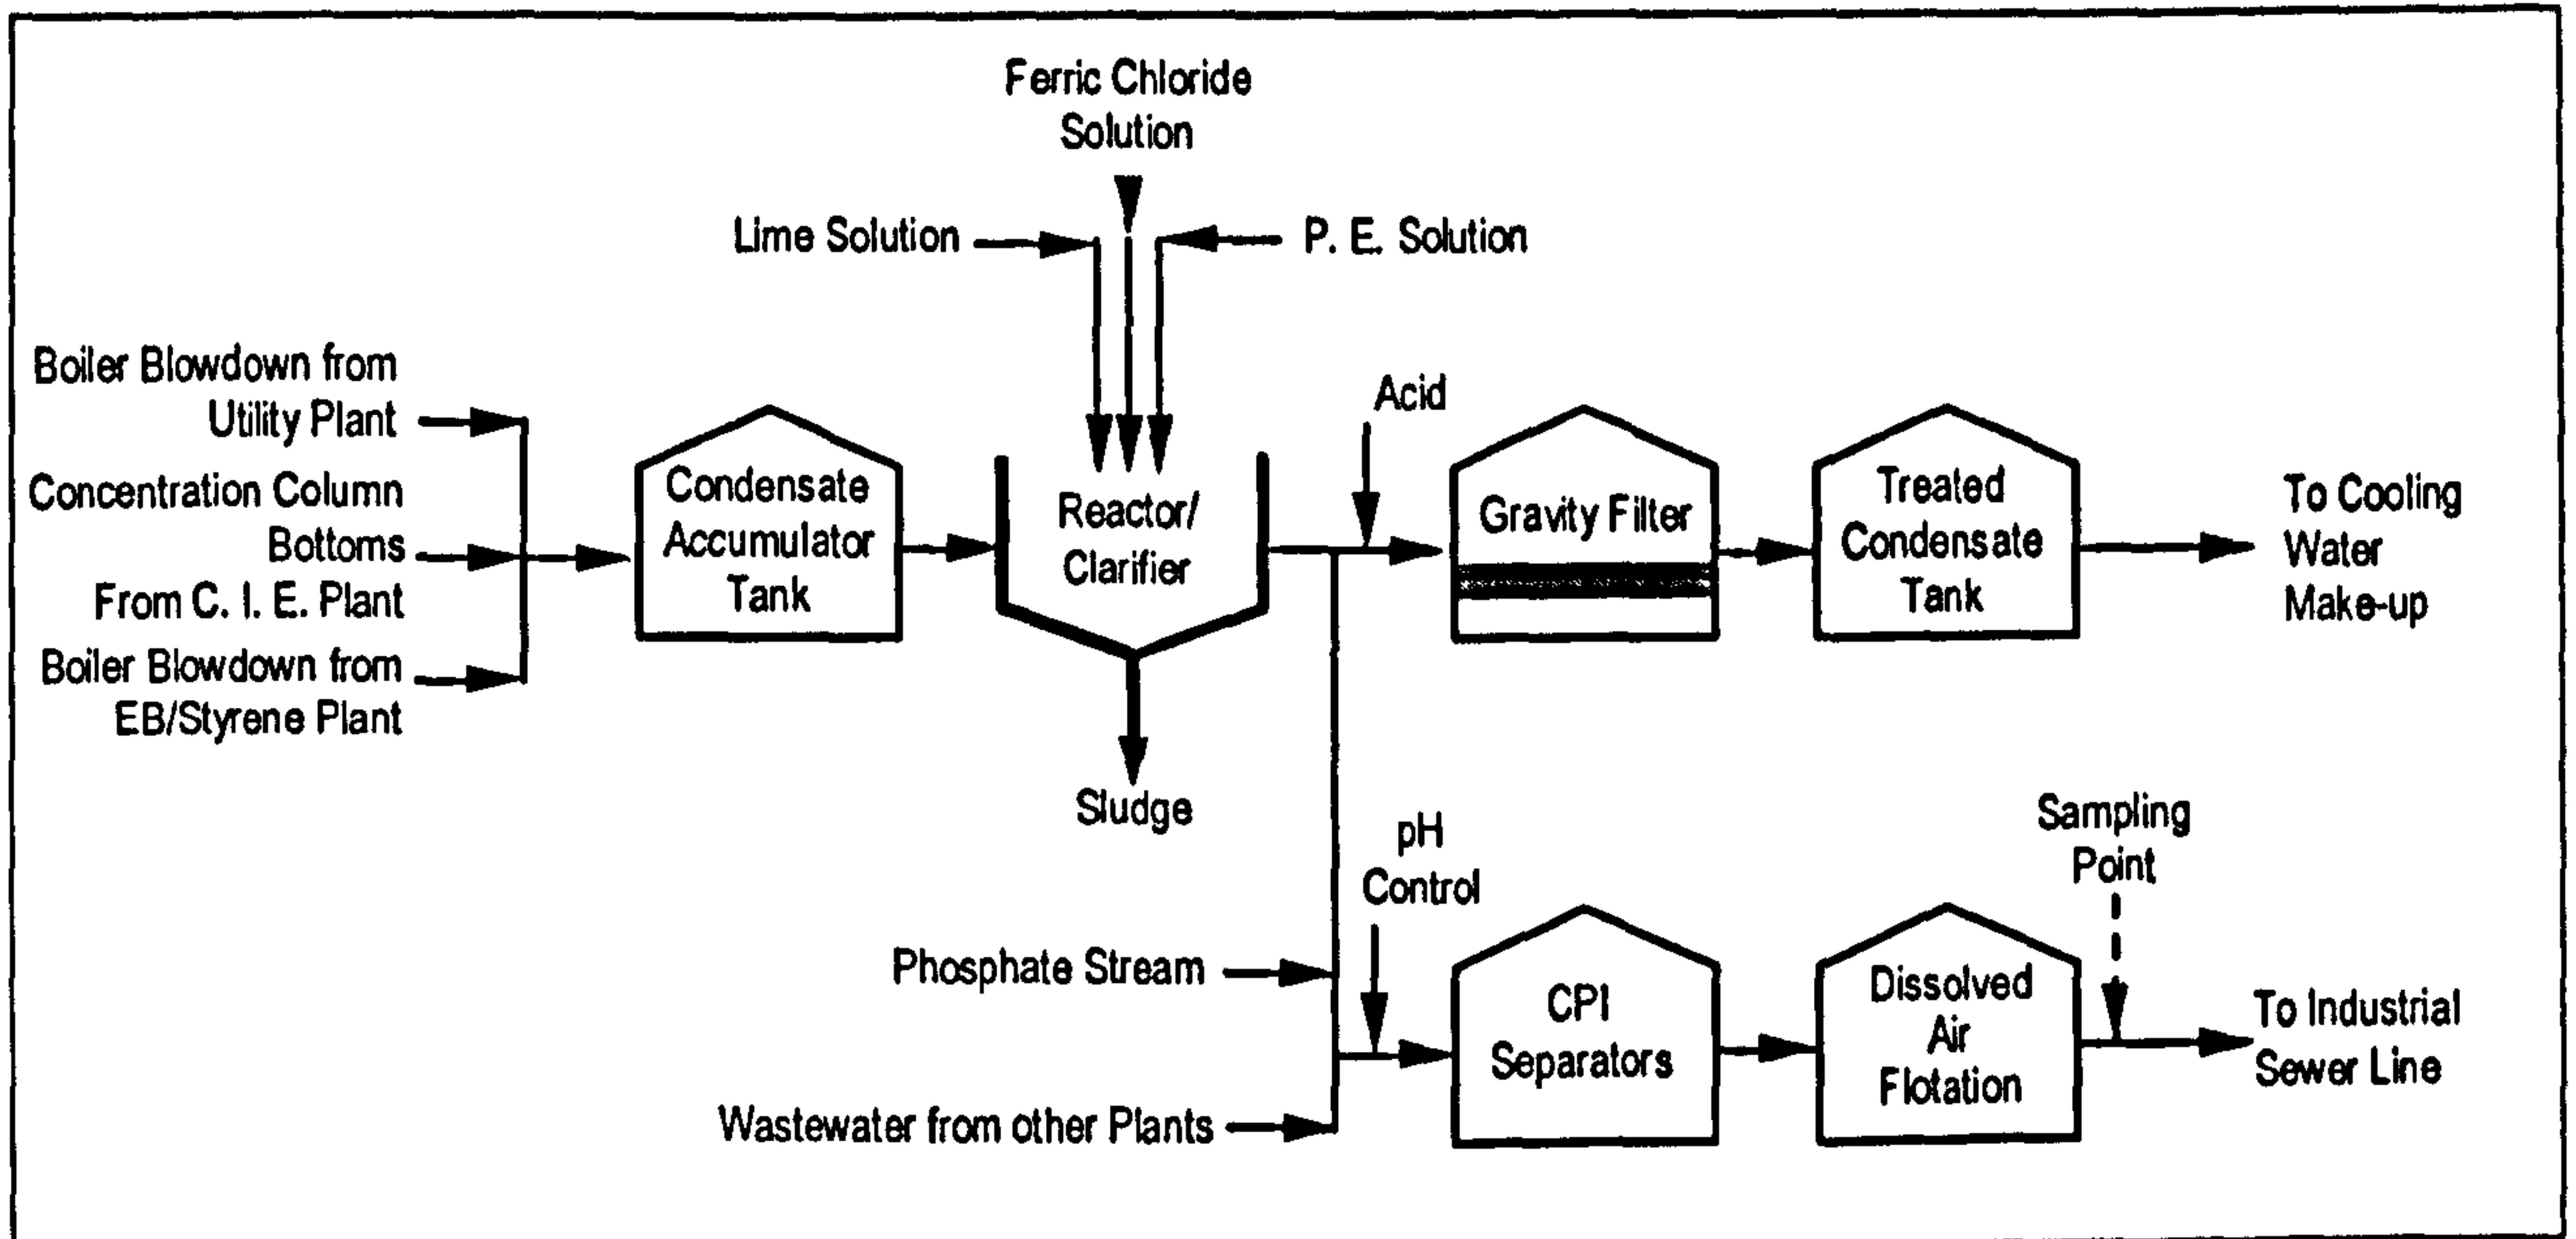 Ferric Chloride
Solution
Lime Solution
P. E. Solution
Boiler Blowdown from
Utility Plant
Concentration Column
Bottoms
From C. I. E. Plant
Boiler Blowdown from
EB/Styrene Plant
Condensate
Accumulator
Tank
Reactor/
Clarifier
Sludge
Acid
Gravity Filter
Treated
Condensate
Tank
To Cooling
Water
Make-up
Phosphate Stream
Wastewater from other Plants
pH
Control
CPI
Separators
Dissolved
Air
Flotation
Sampling
Point
To Industrial
Sewer Line